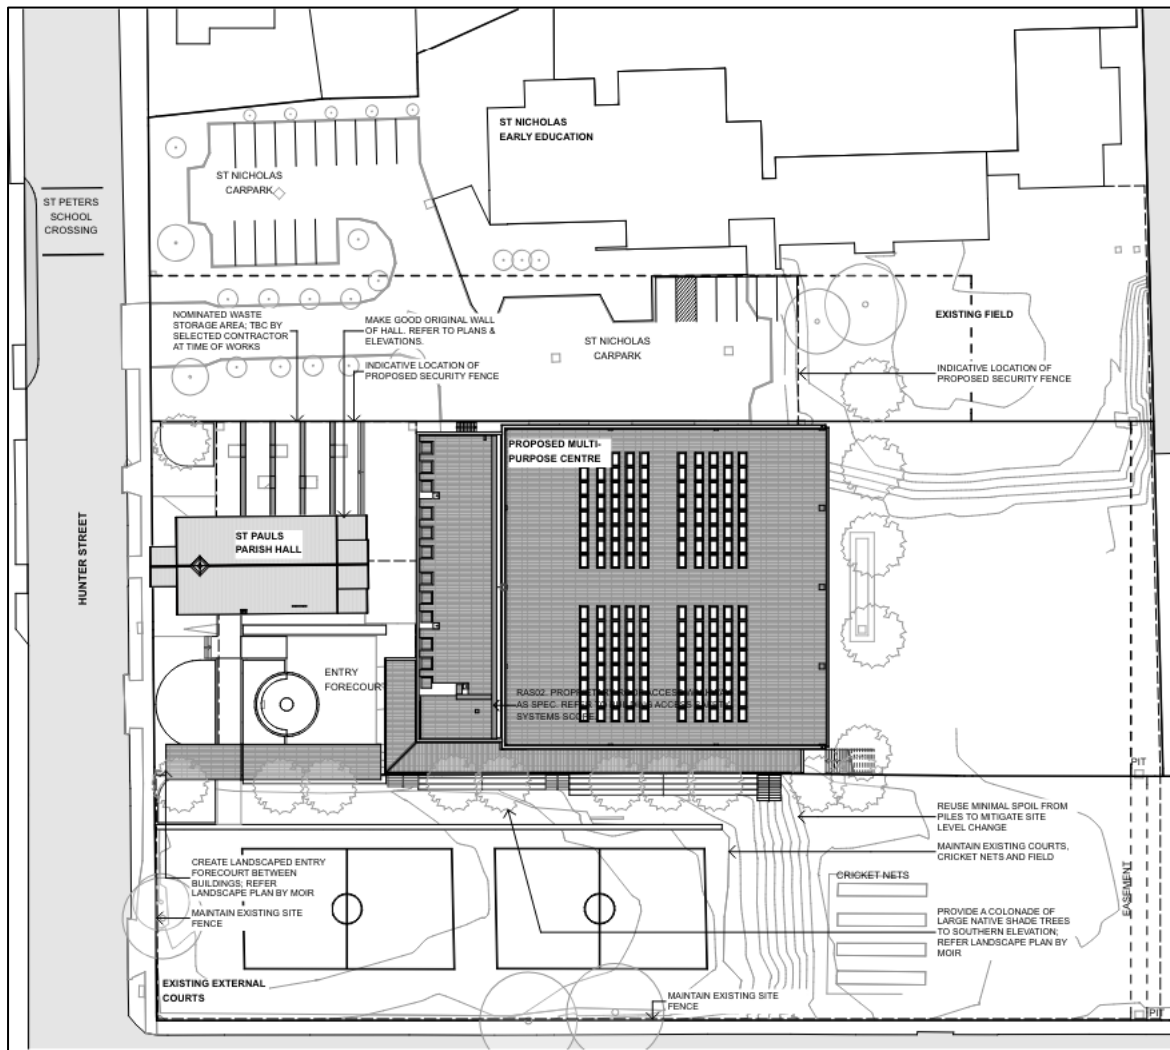 ST NICHOLAS
EARLY EDUCATION
ST NICHOLAS
CARPARK
ST PETERS
SCHOOL
CROSSING
NOMINATED WASTE
STORAGE AREA; TBC BY
SELECTED CONTRACTOR
AT TIME OF WORKS
MAKE GOOD ORIGINAL WALL
OF HALL. REFER TO PLANS &
ELEVATIONS.
INDICATIVE LOCATION OF
PROPOSED SECURITY FENCE
ST NICHOLAS
CARPARK
EXISTING FIELD
INDICATIVE LOCATION OF
PROPOSED SECURITY FENCE
PROPOSED MULTI-
PURPOSE CENTRE
ST PAULS
PARISH HALL
HUNTER STREET
ENTRY
FORECOURT
RAS02. ROOF ACCESS
AS SPEC. REFER TO ACCESS
SYSTEMS SCOPE
PIT
REUSE MINIMAL SPOIL FROM
PILES TO MITIGATE SITE
LEVEL CHANGE
MAINTAIN EXISTING COURTS,
CRICKET NETS AND FIELD
CREATE LANDSCAPED ENTRY
FORECOURT BETWEEN
BUILDINGS; REFER
LANDSCAPE PLAN BY MOIR
MAINTAIN EXISTING SITE
FENCE
CRICKET NETS
EASEMENT
PROVIDE A COLONADE OF
LARGE NATIVE SHADE TREES
TO SOUTHERN ELEVATION;
REFER LANDSCAPE PLAN BY
MOIR
EXISTING EXTERNAL
COURTS
MAINTAIN EXISTING SITE
FENCE
PIT